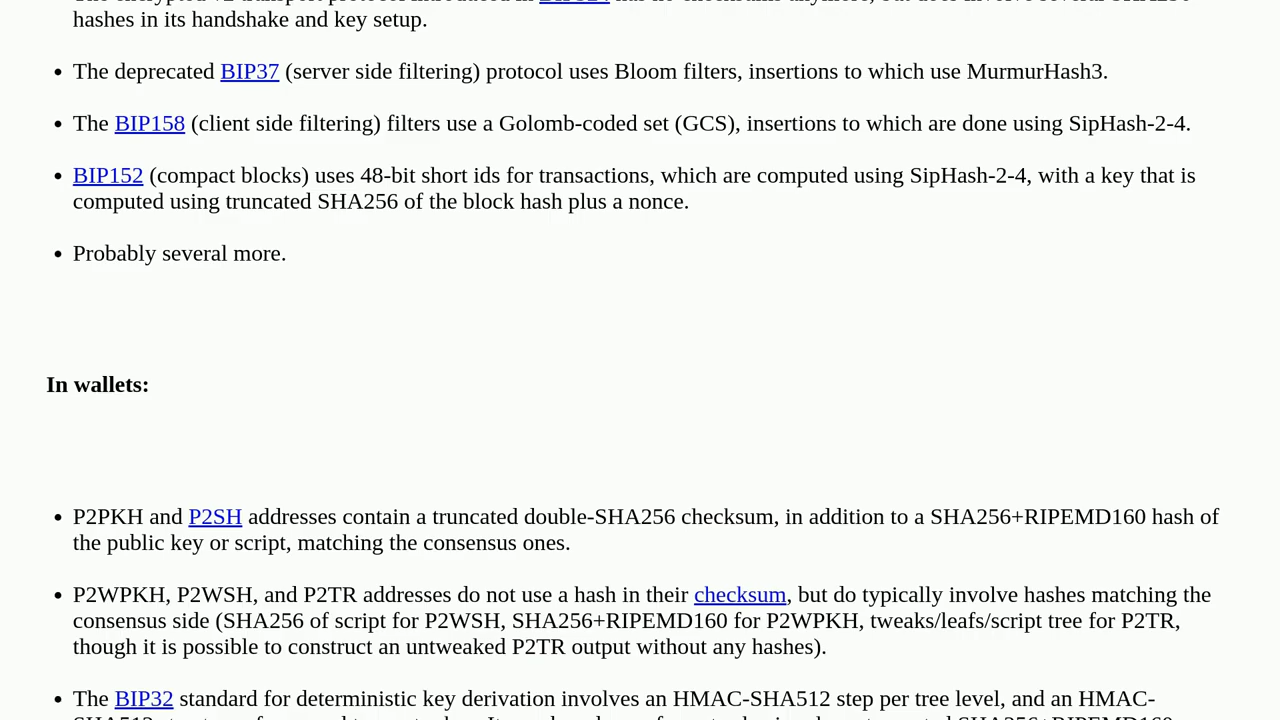 hashes in its handshake and key setup.
The deprecated BIP37 (server side filtering) protocol uses Bloom filters, insertions to which use MurmurHash3.
The BIP158 (client side filtering) filters use a Golomb-coded set (GCS), insertions to which are done using SipHash-2-4.
BIP152 (compact blocks) uses 48-bit short ids for transactions, which are computed using SipHash-2-4, with a key that is
computed using truncated SHA256 of the block hash plus a nonce.
Probably several more.
In wallets:
P2PKH and P2SH addresses contain a truncated double-SHA256 checksum, in addition to a SHA256+RIPEMD160 hash of
the public key or script, matching the consensus ones.
P2WPKH, P2WSH, and P2TR addresses do not use a hash in their checksum, but do typically involve hashes matching the
consensus side (SHA256 of script for P2WSH, SHA256+RIPEMD160 for P2WPKH, tweaks/leafs/script tree for P2TR,
though it is possible to construct an untweaked P2TR output without any hashes).
The BIP32 standard for deterministic key derivation involves an HMAC-SHA512 step per tree level, and an HMAC-